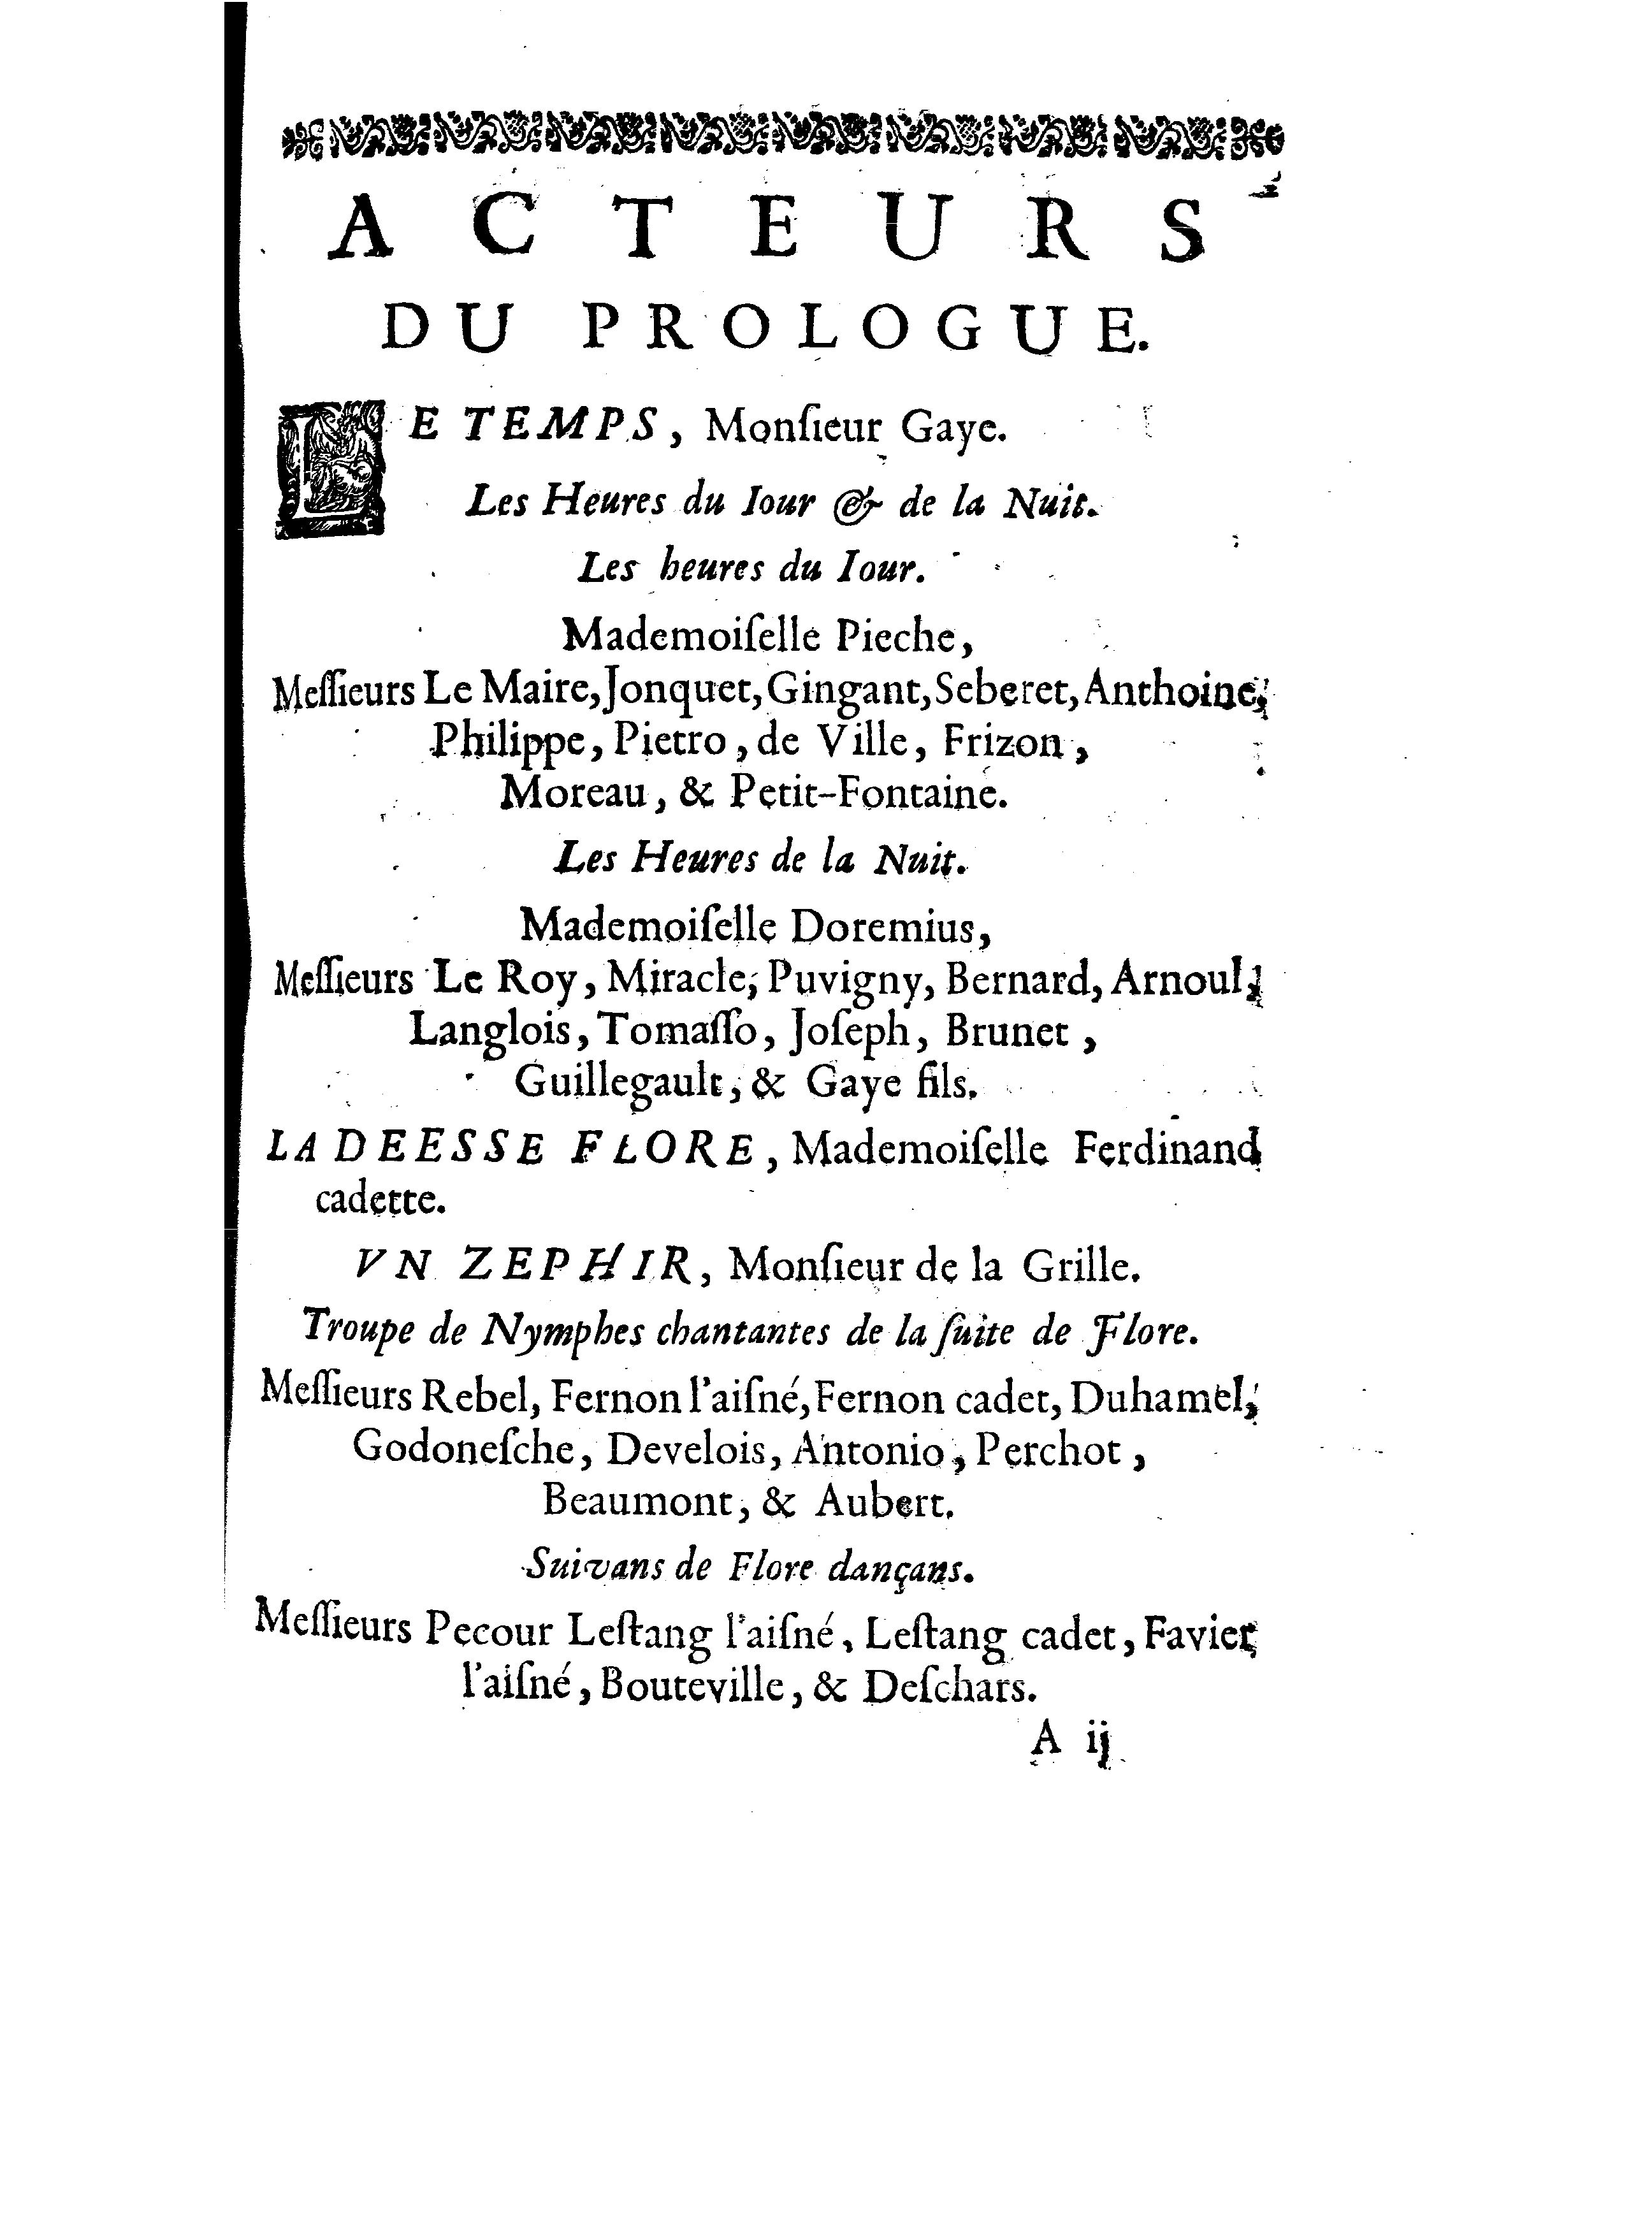 ACTEURS
DU PROLOGUE.
LE TEMPS, Monſieur Gaye.
Les Heures du Iour & de la Nuit.
Les heures du Iour.
Mademoiſelle Pieche,
Meſſieurs Le Maire, Jonquet, Gingant, Seberet, Anthoine,
Philippe, Pietro, de Ville, Frizon,
Moreau, & Petit-Fontaine.
Les Heures de la Nuit.
Mademoiſelle Doremius,
Meſſieurs Le Roy, Miracle, Puvigny, Bernard, Arnoul,
Langlois, Tomaſſo, Joſeph, Brunet,
Guillegault, & Gaye fils.
LA DEESSE FLORE, Mademoiſelle Ferdinand
cadette.
VN ZEPHIR, Monſieur de la Grille.
Troupe de Nymphes chantantes de la ſuite de Flore.
Meſſieurs Rebel, Fernon l'aiſné, Fernon cadet, Duhamel,
Godoneſche, Develois, Antonio, Perchot,
Beaumont, & Aubert.
Suivans de Flore dançans.
Meſſieurs Pecour Leſtang l'aiſné, Leſtang cadet, Favier
l'aiſné, Bouteville, & Deſchars.
A ij